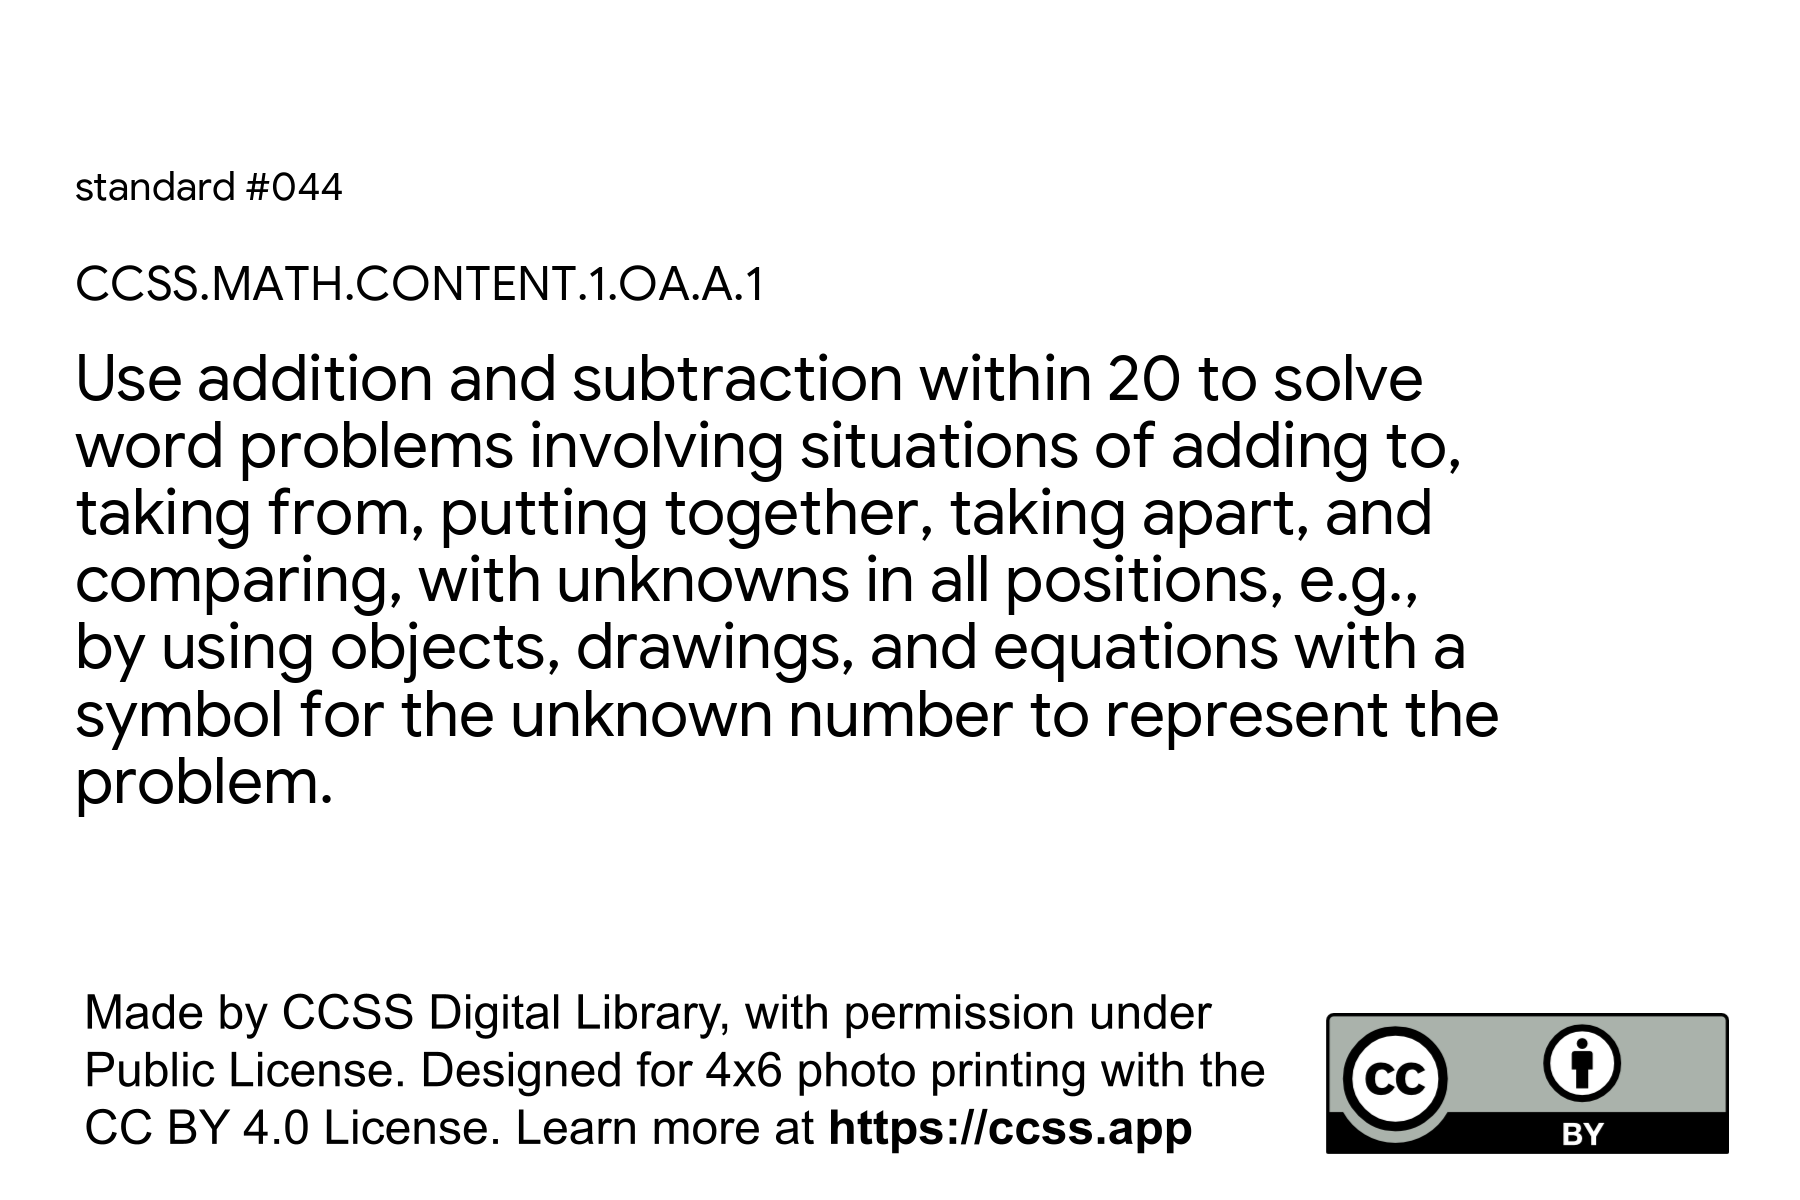 standard #044
CCSS.MATH.CONTENT.1.OA.A.1
Use addition and subtraction within 20 to solve
word problems involving situations of adding to,
taking from, putting together, taking apart, and
comparing, with unknowns in all positions, e.g.,
by using objects, drawings, and equations with a
symbol for the unknown number to represent the
problem.
Made by CCSS Digital Library, with permission under
Public License. Designed for 4x6 photo printing with the
CC BY 4.0 License. Learn more at https://ccss.app
CC
BY